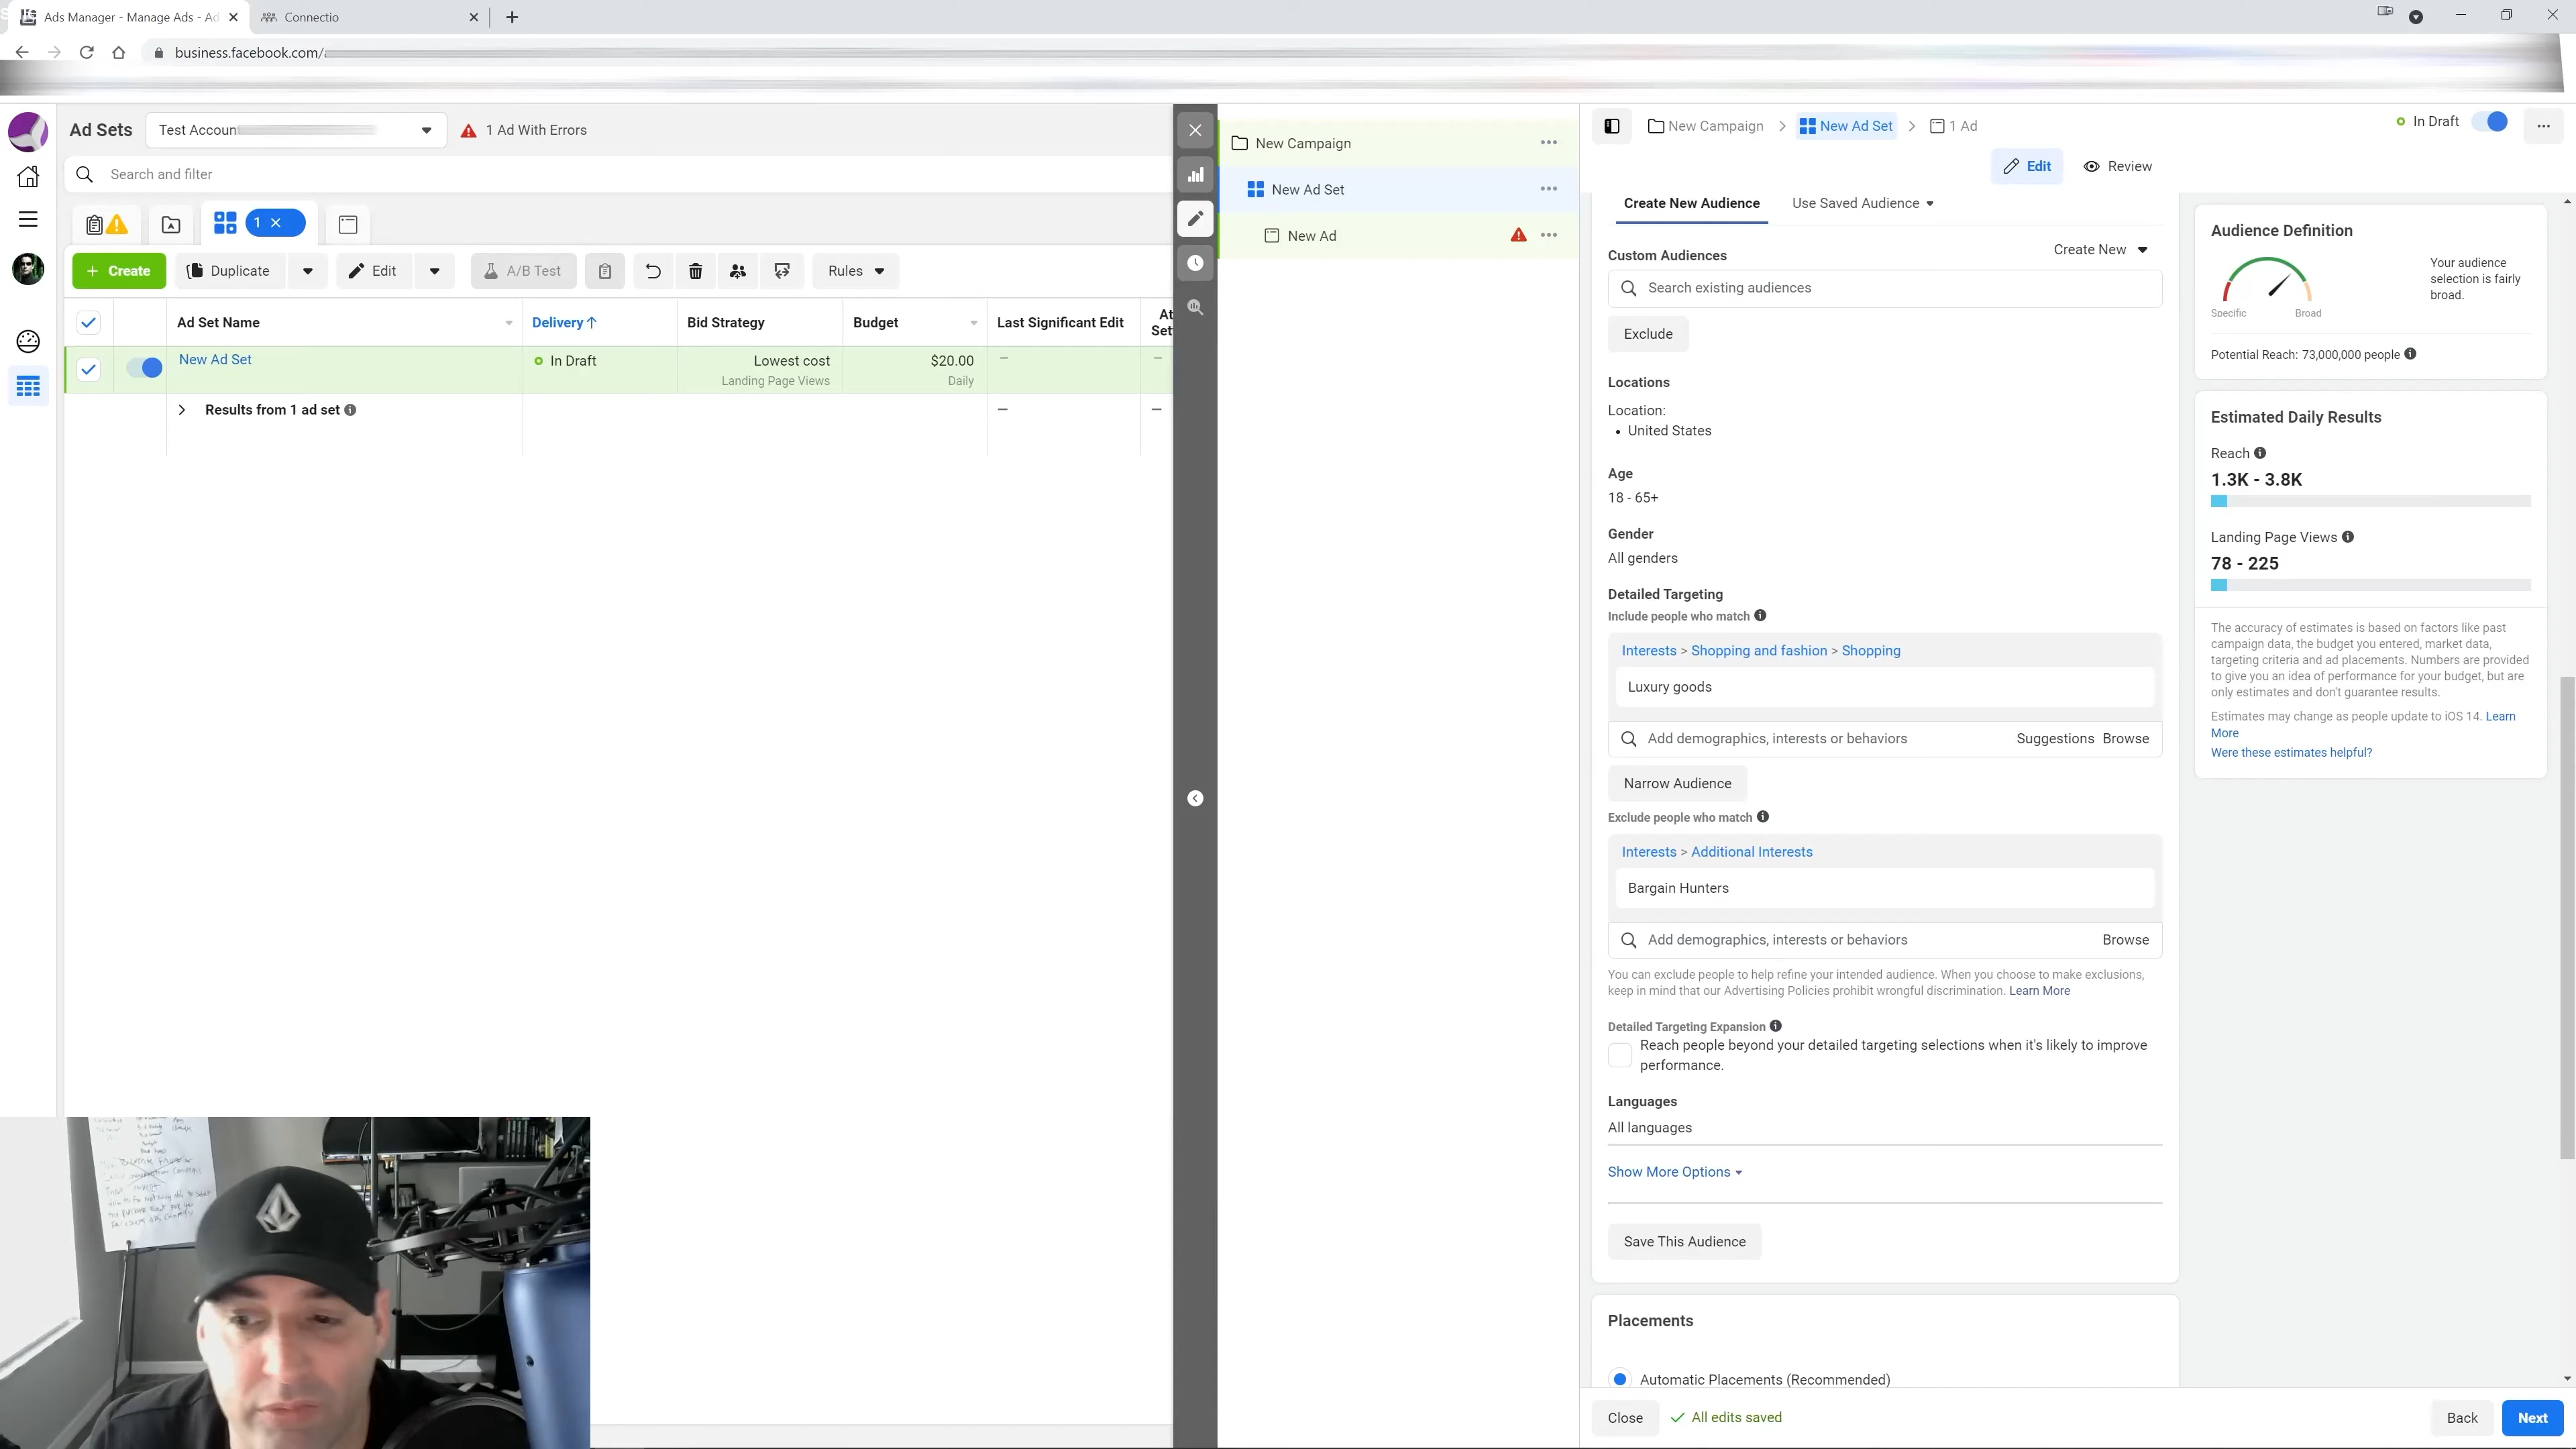 Ads Manager - Manage Ads - Ad
Connectio
business.facebook.com/
Ad Sets
Test Accoun
1 Ad With Errors
Search and filter
1
Create
Duplicate
Edit
A/B Test
Rules
Ad Set Name
Delivery↑
Bid Strategy
Budget
Last Significant Edit
At
Set
New Ad Set
In Draft
Lowest cost
Landing Page Views
$20.00
Daily
–
–
Results from 1 ad set
–
–
New Campaign
New Ad Set
New Ad
New Campaign
New Ad Set
1 Ad
In Draft
Edit
Review
Create New Audience
Use Saved Audience
Custom Audiences
Create New
Search existing audiences
Exclude
Locations
Location:
• United States
Age
18 - 65+
Gender
All genders
Detailed Targeting
Include people who match
Interests > Shopping and fashion > Shopping
Luxury goods
Add demographics, interests or behaviors
Suggestions
Browse
Narrow Audience
Exclude people who match
Interests > Additional Interests
Bargain Hunters
Add demographics, interests or behaviors
Browse
You can exclude people to help refine your intended audience. When you choose to make exclusions,
keep in mind that our Advertising Policies prohibit wrongful discrimination. Learn More
Detailed Targeting Expansion
Reach people beyond your detailed targeting selections when it's likely to improve
performance.
Languages
All languages
Show More Options
Save This Audience
Placements
Automatic Placements (Recommended)
Close
All edits saved
Back
Next
Audience Definition
Specific
Broad
Your audience
selection is fairly
broad.
Potential Reach: 73,000,000 people
Estimated Daily Results
Reach
1.3K - 3.8K
Landing Page Views
78 - 225
The accuracy of estimates is based on factors like past
campaign data, the budget you entered, market data,
targeting criteria and ad placements. Numbers are provided
to give you an idea of performance for your budget, but are
only estimates and don't guarantee results.
Estimates may change as people update to iOS 14. Learn
More
Were these estimates helpful?